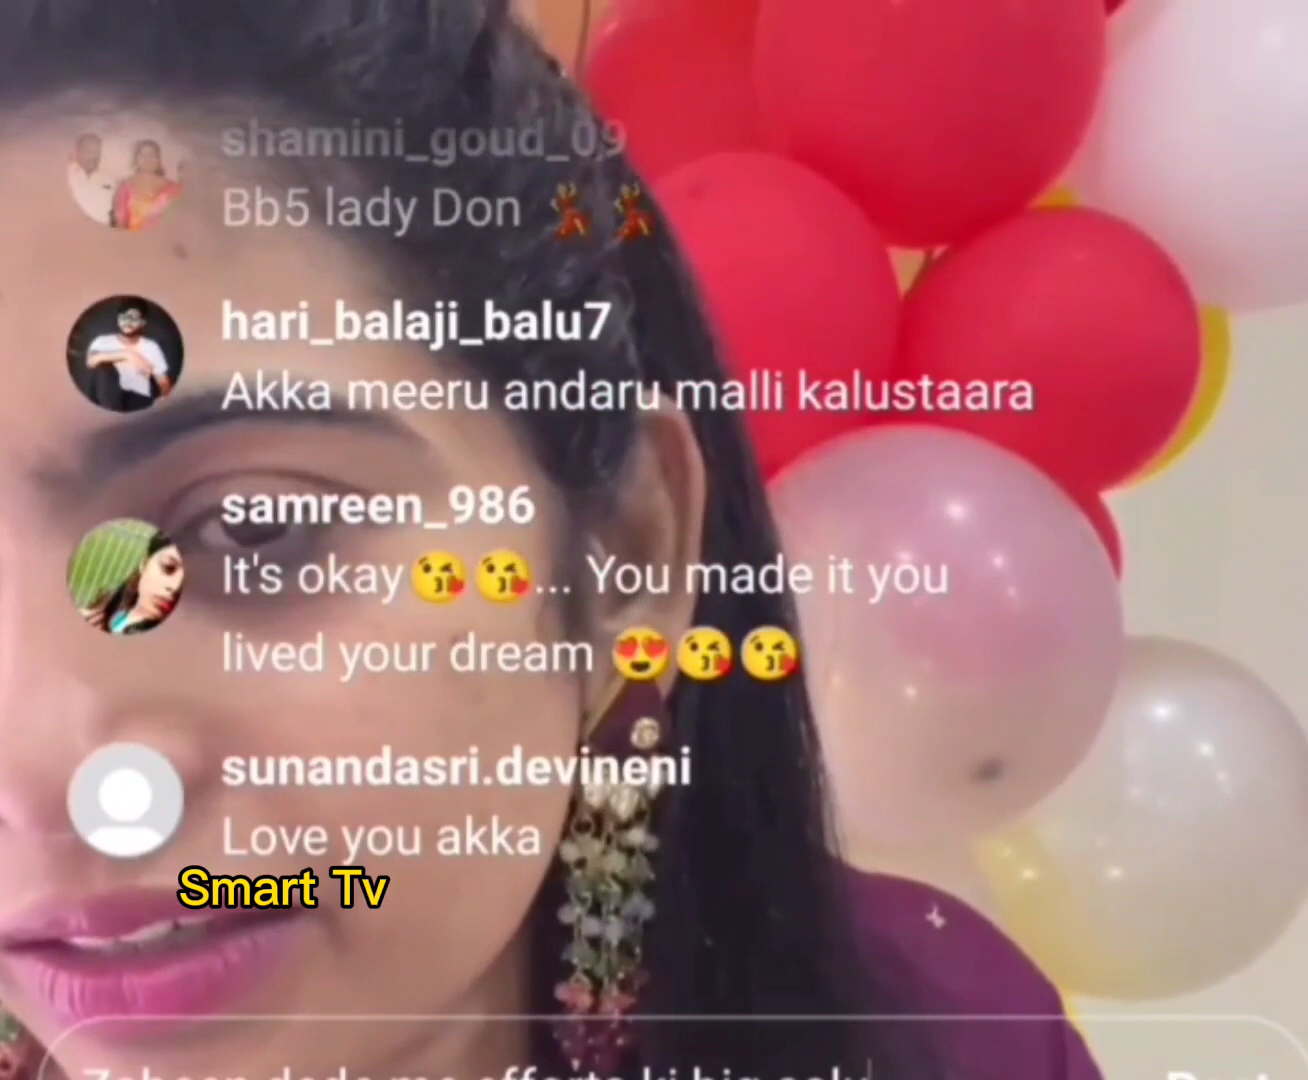 shamini_goud_09
Bb5 lady Don 💃💃
hari_balaji_balu7
Akka meeru andaru malli kalustaara
samreen_986
It's okay😘😘... You made it you
lived your dream 😍😘😘
sunandasri.devineni
Love you akka
Smart Tv